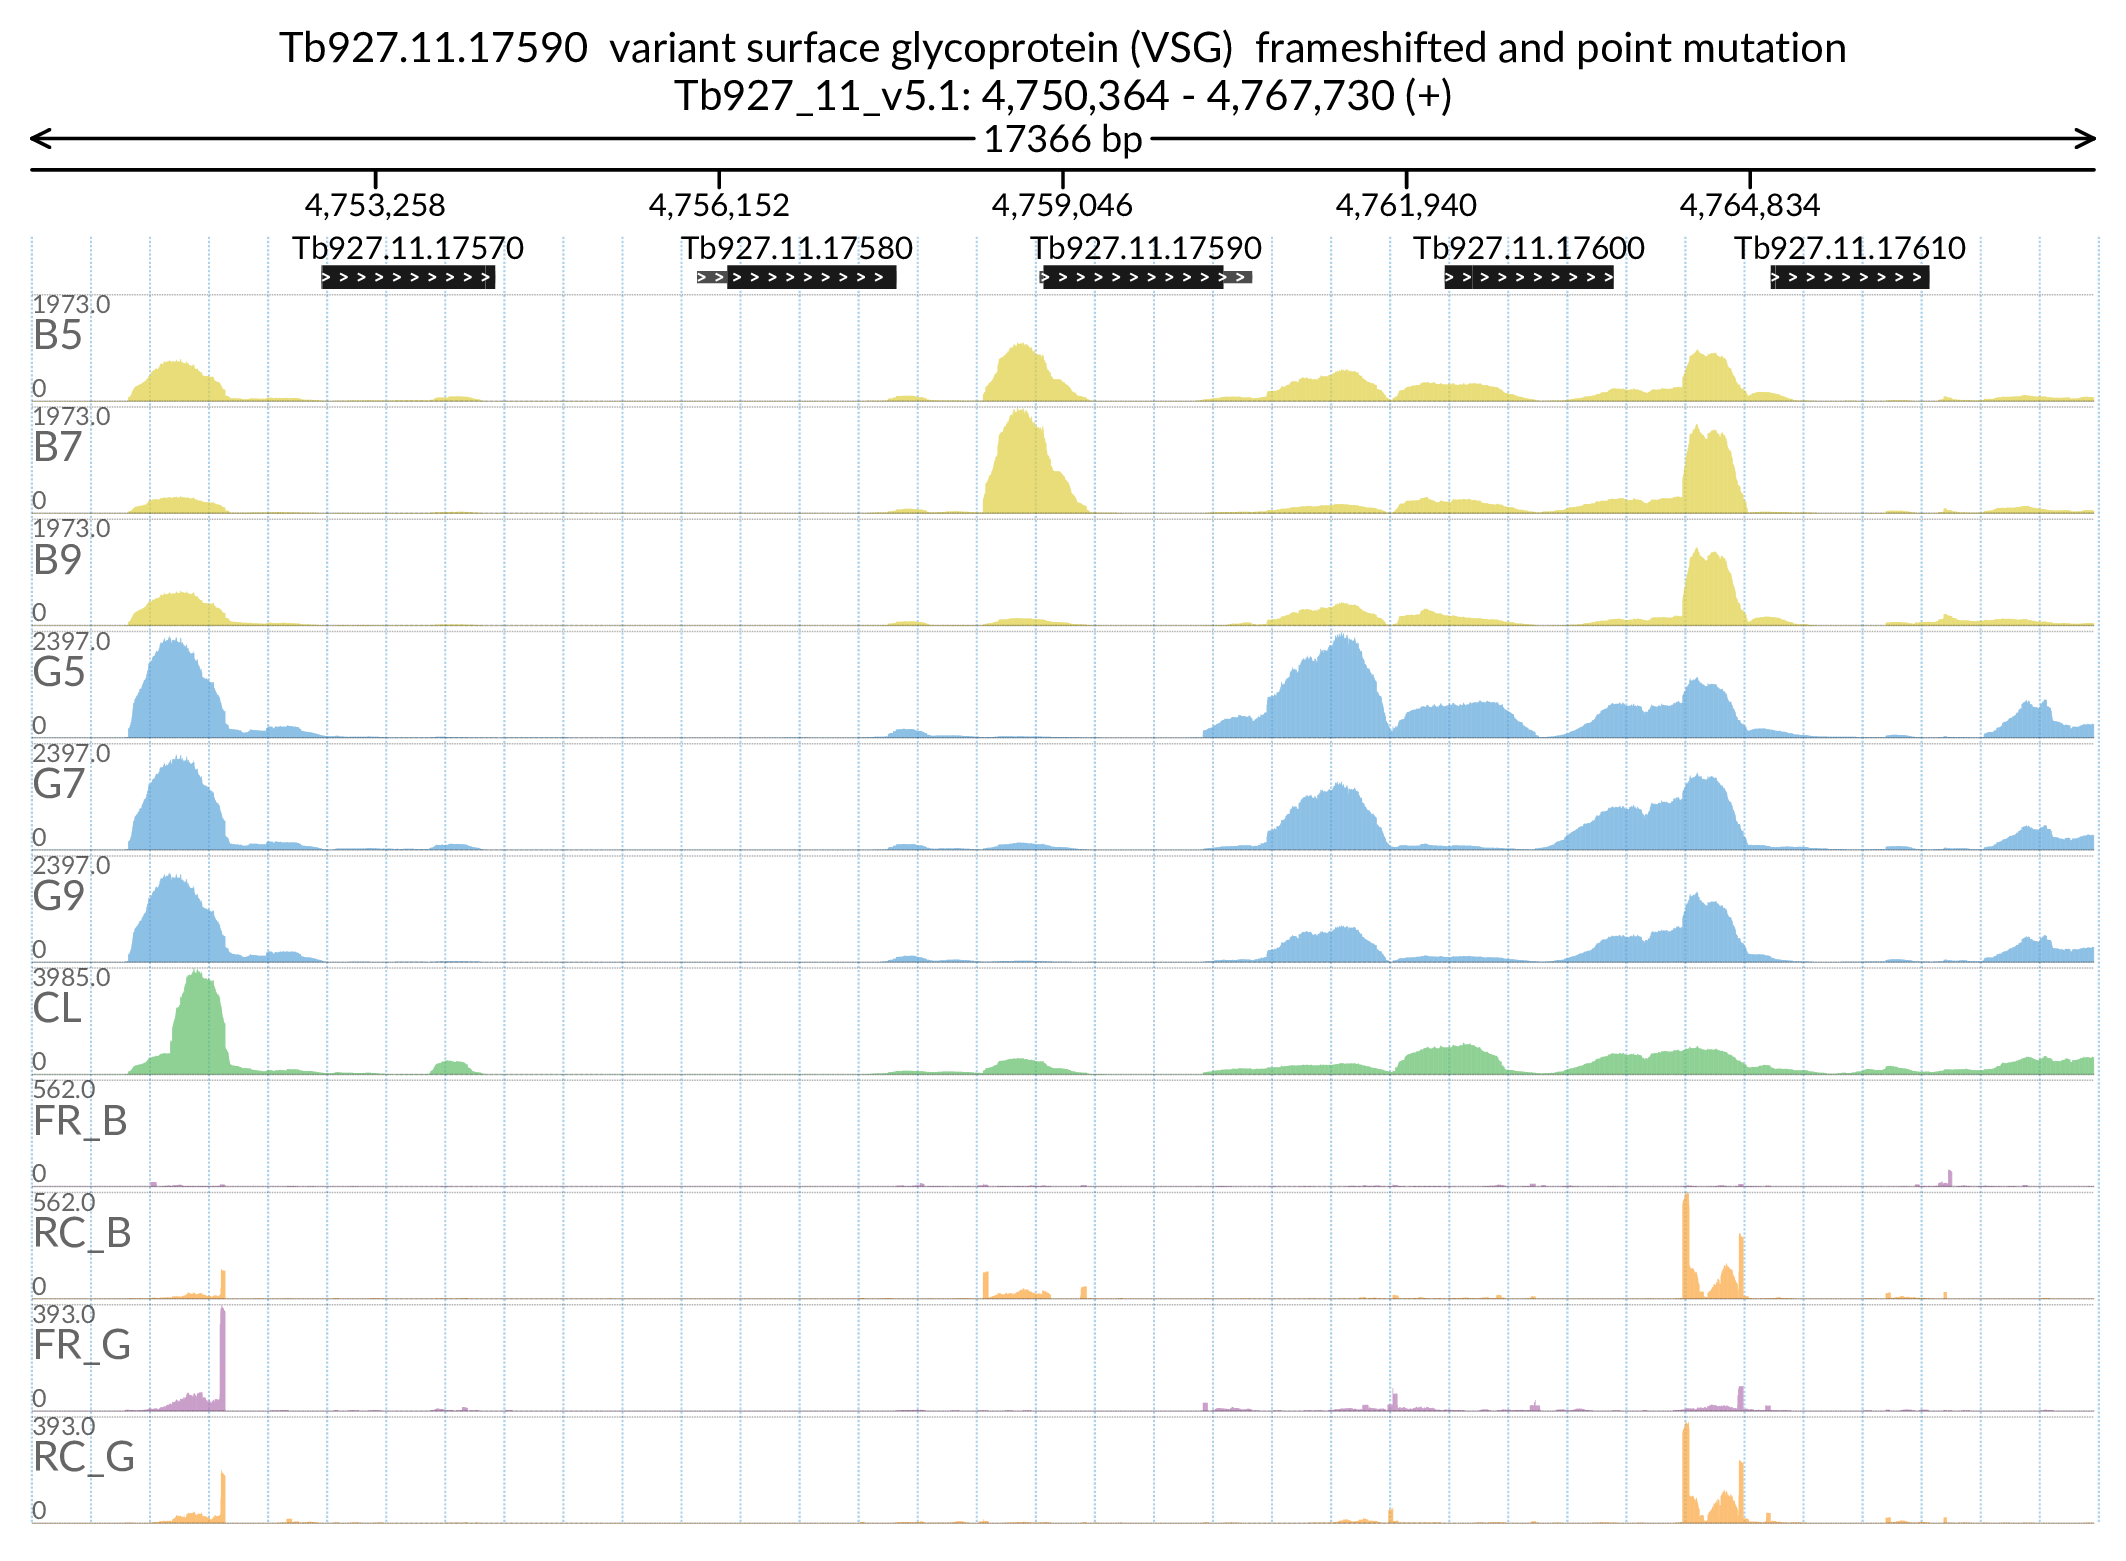 Tb927.11.17590 variant surface glycoprotein (VSG) frameshifted and point mutation
Tb927_11_v5.1: 4,750,364 - 4,767,730 (+)
17366 bp
4,753,258 4,756,152 4,759,046 4,761,940 4,764,834
Tb927.11.17570 Tb927.11.17580 Tb927.11.17590 Tb927.11.17600 Tb927.11.17610
1973.0
B5
0
1973.0
B7
0
1973.0
B9
0
2397.0
G5
0
2397.0
G7
0
2397.0
G9
0
3985.0
CL
0
562.0
FR_B
0
562.0
RC_B
0
393.0
FR_G
0
393.0
RC_G
0